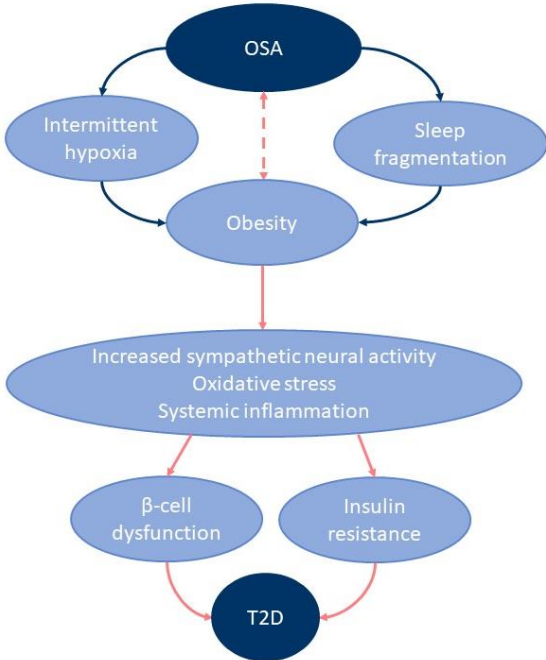 OSA
Intermittent
hypoxia
Sleep
fragmentation
Obesity
Increased sympathetic neural activity
Oxidative stress
Systemic inflammation
β-cell
dysfunction
Insulin
resistance
T2D